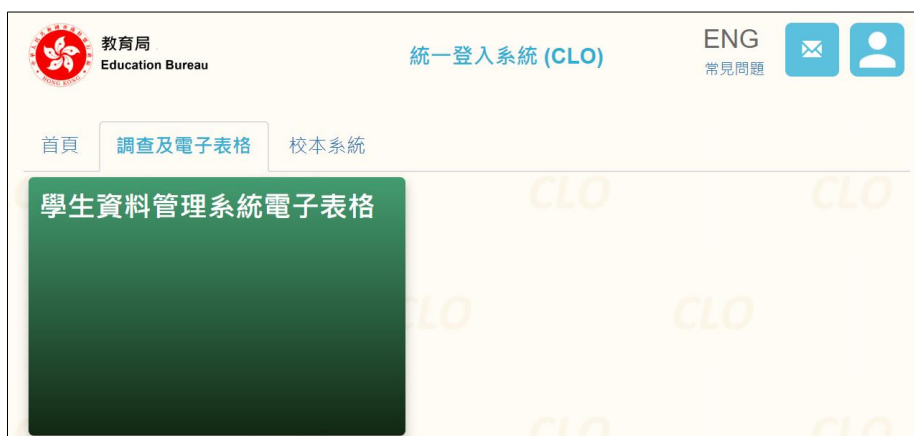 教育局
Education Bureau
統一登入系統 (CLO)
ENG
常見問題
首頁
調查及電子表格
校本系統
學生資料管理系統電子表格
CLO
CLO
CLO
CLO
CLO
CLO